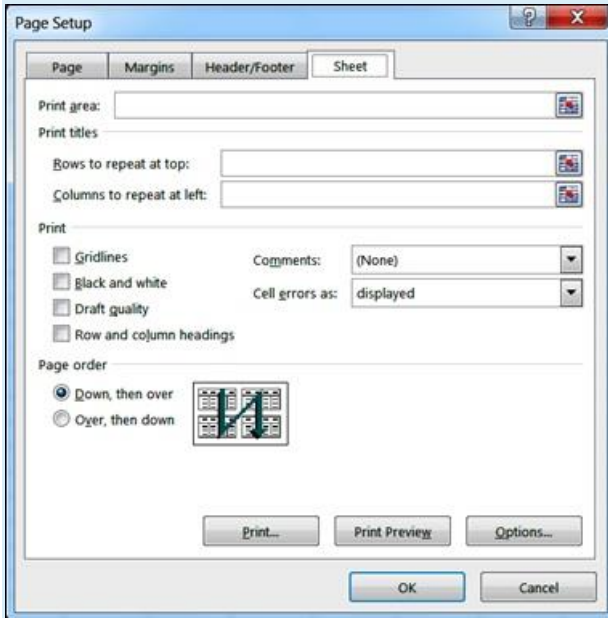 Page Setup
Page Margins Header/Footer Sheet
Print area:
Print titles
Rows to repeat at top:
Columns to repeat at left:
Print
Gridlines Comments: (None)
Black and white Cell errors as: displayed
Draft quality
Row and column headings
Page order
Down, then over
Over, then down
Print... Print Preview Options...
OK Cancel